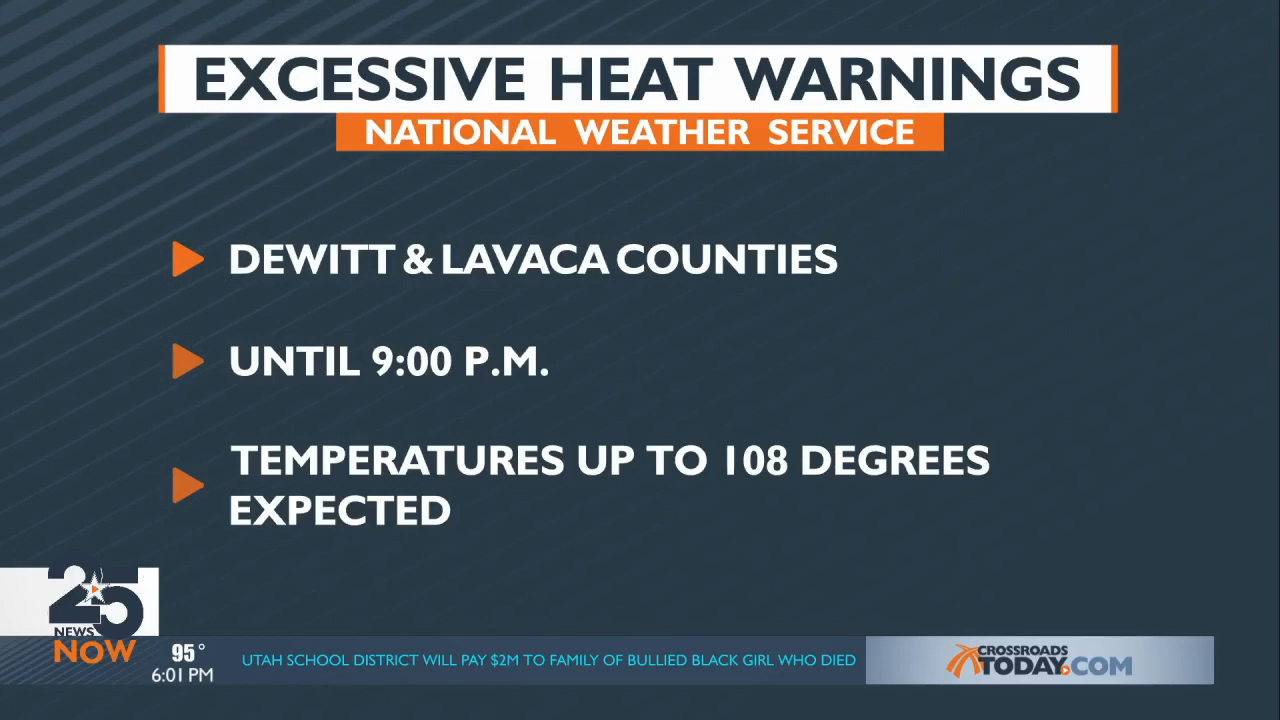 EXCESSIVE HEAT WARNINGS
NATIONAL WEATHER SERVICE
DEWITT & LAVACA COUNTIES
UNTIL 9:00 P.M.
TEMPERATURES UP TO 108 DEGREES
EXPECTED
25
NEWS
NOW
95°
6:01 PM
UTAH SCHOOL DISTRICT WILL PAY $2M TO FAMILY OF BULLIED BLACK GIRL WHO DIED
CROSSROADS
TODAY.COM